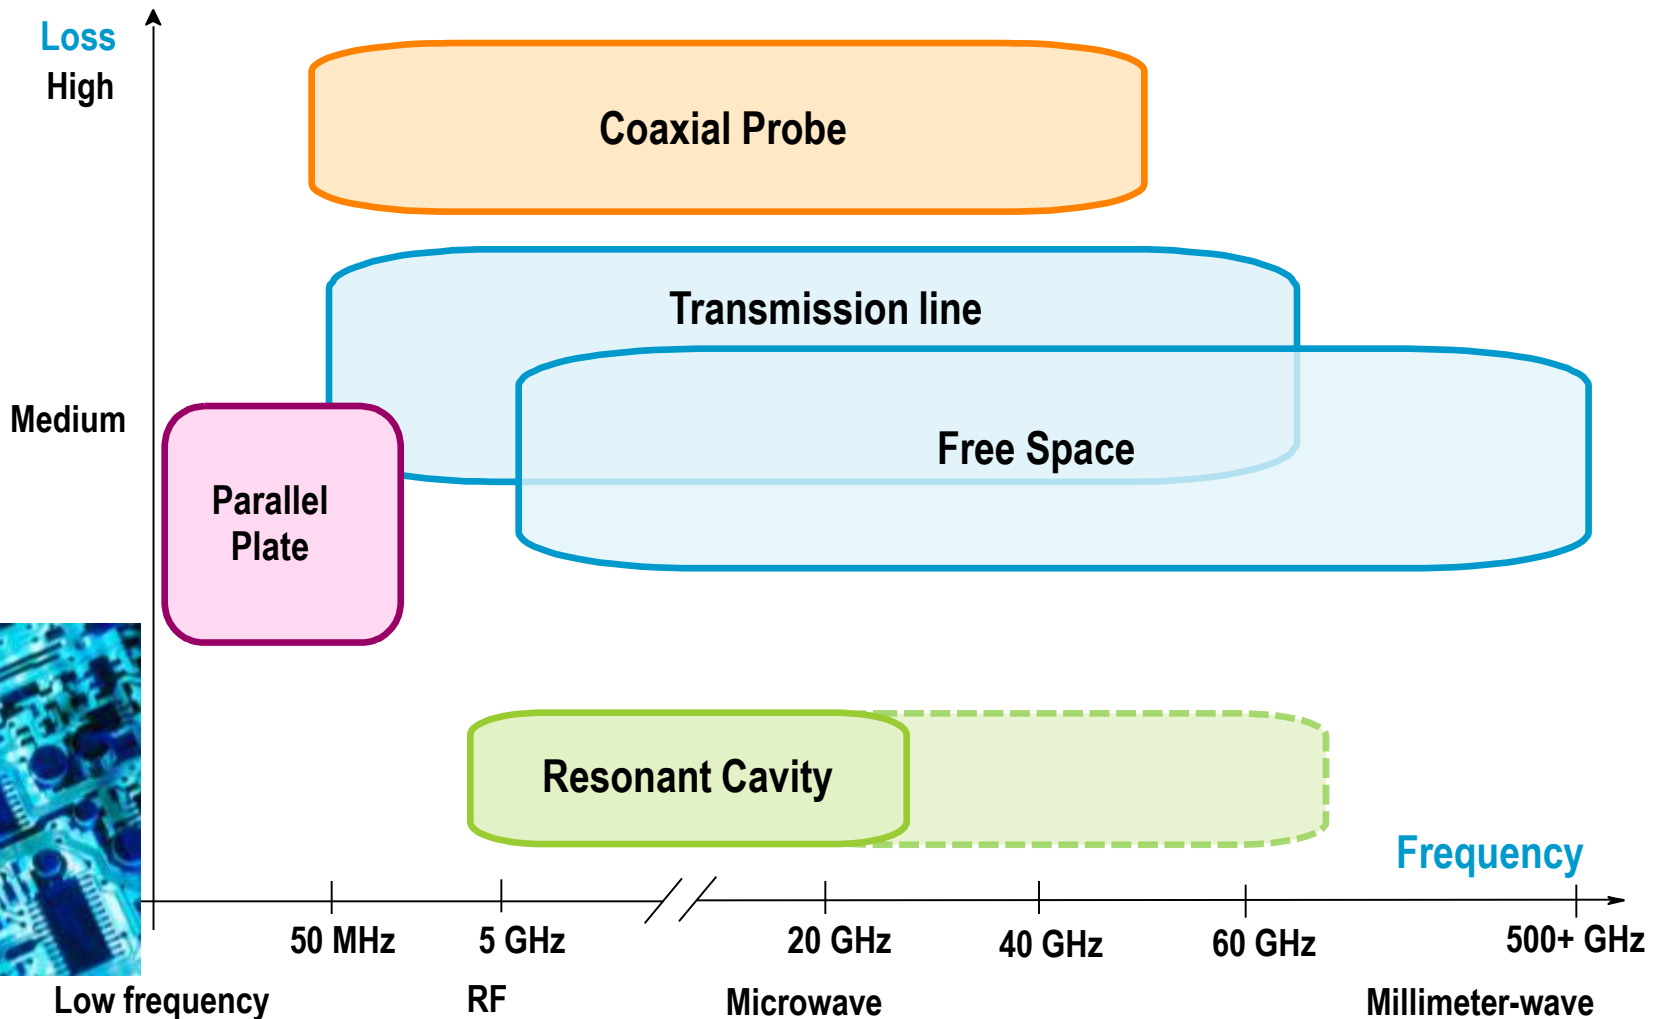 Loss
High
Coaxial Probe
Transmission line
Medium
Free Space
Parallel
Plate
Resonant Cavity
Frequency
50 MHz
5 GHz
20 GHz
40 GHz
60 GHz
500+ GHz
Low frequency
RF
Microwave
Millimeter-wave